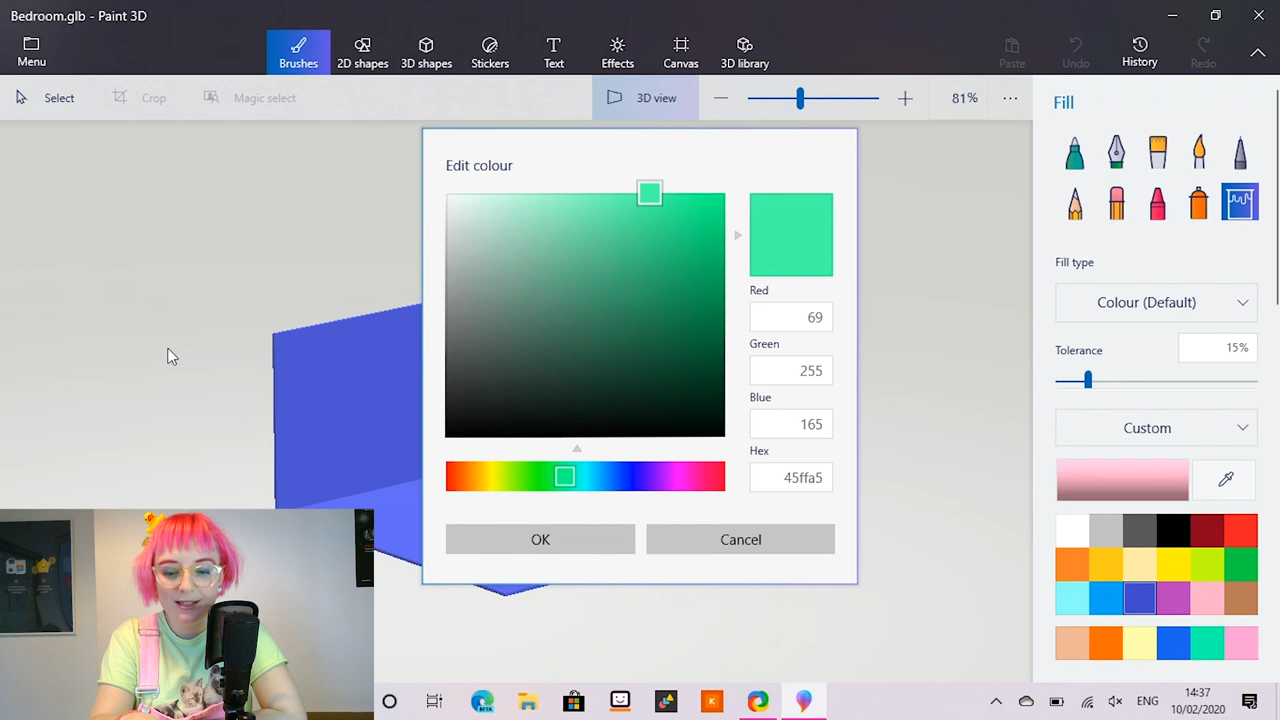 Bedroom.glb - Paint 3D
Menu
Brushes
2D shapes
3D shapes
Stickers
Text
Effects
Canvas
3D library
Paste
Undo
History
Redo
Select
Crop
Magic select
3D view
81%
Fill
Edit colour
Red
69
Green
255
Blue
165
Hex
45ffa5
OK
Cancel
Fill type
Colour (Default)
Tolerance
15%
Custom
BETA
K
ENG
14:37
10/02/2020